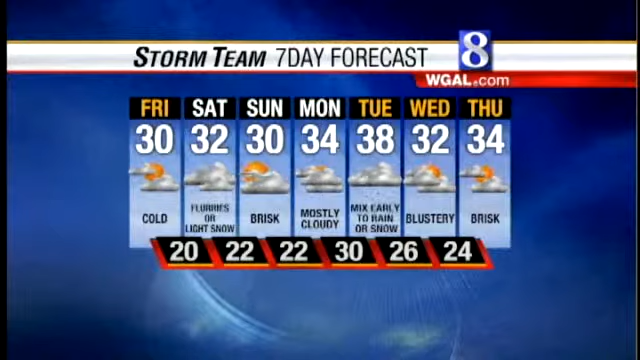 STORM TEAM 7DAY FORECAST
8
WGAL.com
FRI SAT SUN MON TUE WED THU
30 32 30 34 38 32 34
COLD
FLURRIES
OR
LIGHT SNOW
BRISK
MOSTLY
CLOUDY
MIX EARLY
TO RAIN
OR SNOW
BLUSTERY
BRISK
20 22 22 30 26 24